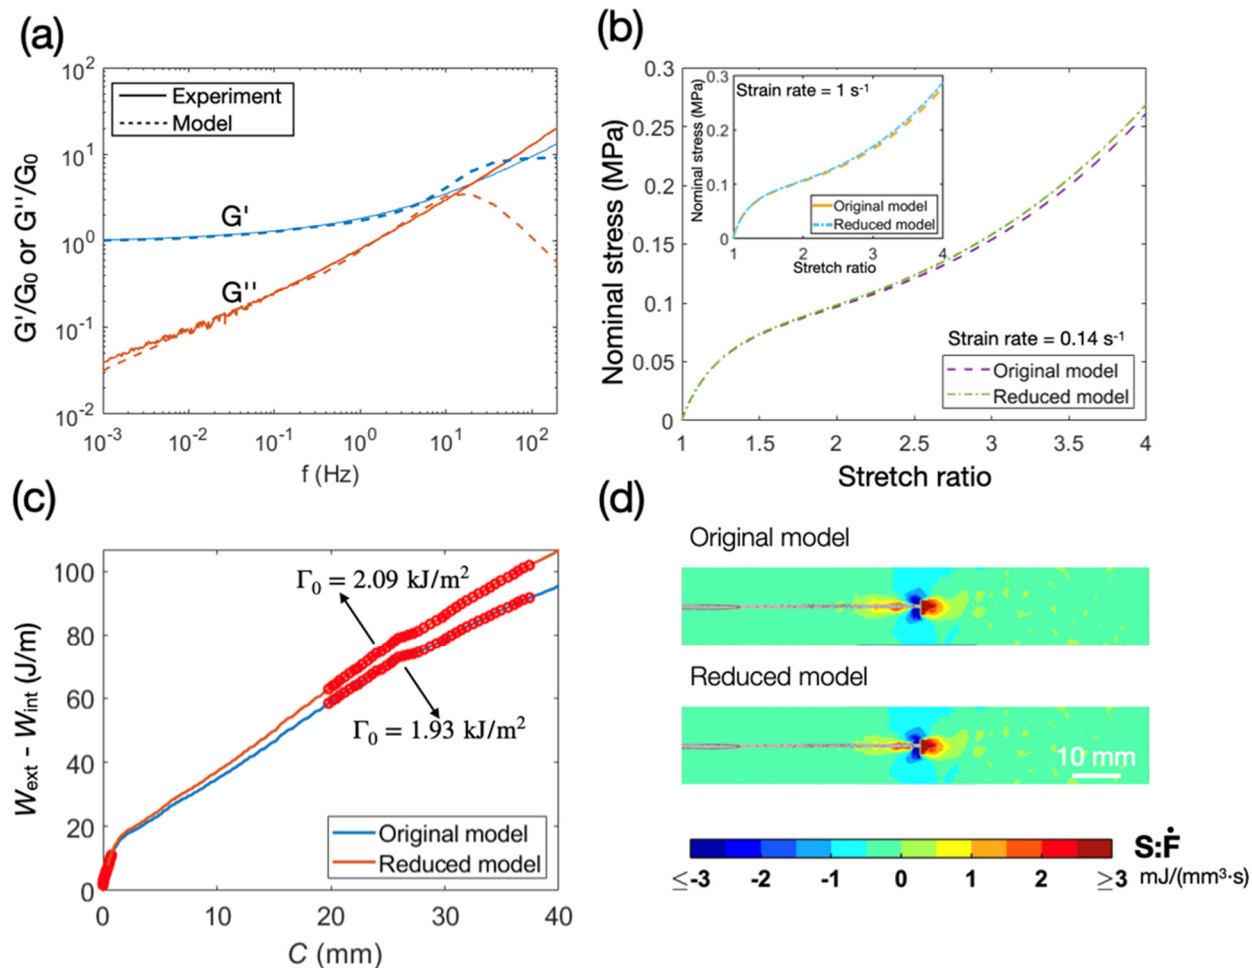 (a)
10²
10¹
10⁰
10⁻¹
10⁻²
G'/G₀ or G''/G₀
Experiment
Model
G'
G''
10⁻³ 10⁻² 10⁻¹ 10⁰ 10¹ 10²
f (Hz)
(b)
0.3
0.25
0.2
0.15
0.1
0.05
0
Nominal stress (MPa)
0.3
0.2
0.1
0
Nominal stress (MPa)
Strain rate = 1 s⁻¹
Original model
Reduced model
1 2 3 4
Stretch ratio
Strain rate = 0.14 s⁻¹
Original model
Reduced model
1 1.5 2 2.5 3 3.5 4
Stretch ratio
(c)
100
80
60
40
20
0
W_ext - W_int (J/m)
Γ₀ = 2.09 kJ/m²
Γ₀ = 1.93 kJ/m²
Original model
Reduced model
0 10 20 30 40
C (mm)
(d)
Original model
Reduced model
10 mm
S:Ḟ
≤-3 -2 -1 0 1 2 ≥3 mJ/(mm³·s)